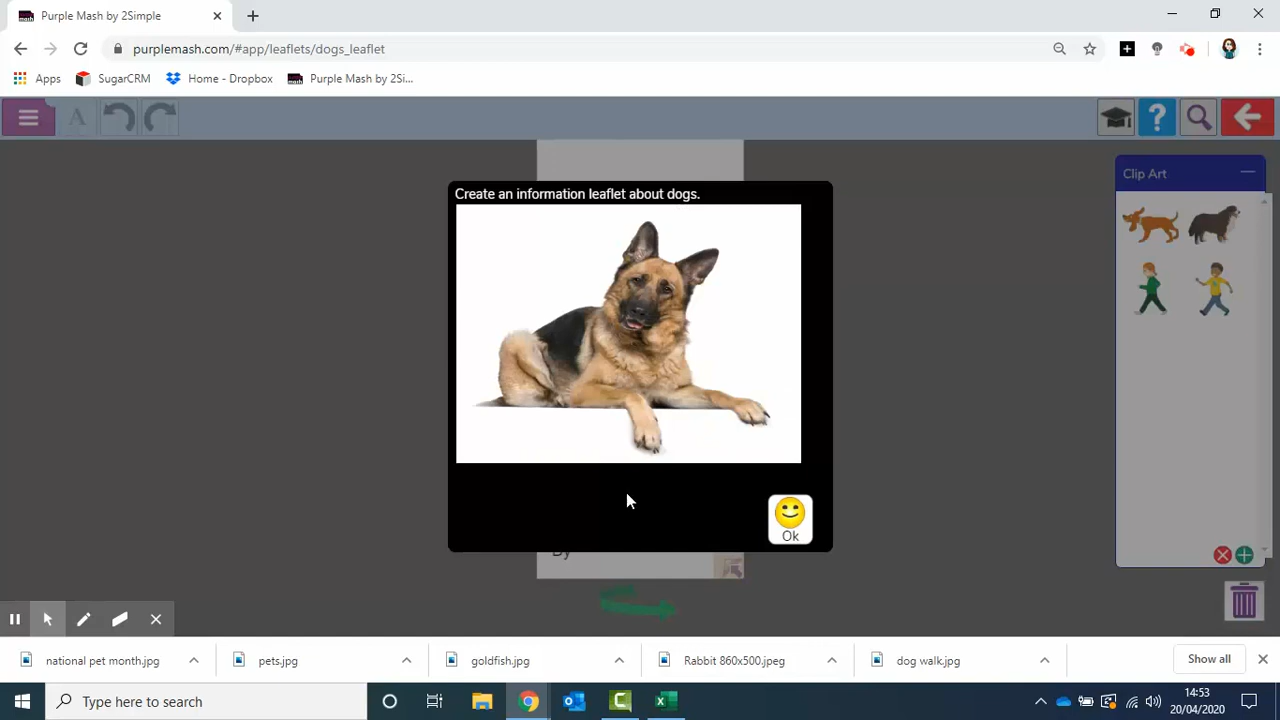 Purple Mash by 2Simple
purplemash.com/#app/leaflets/dogs_leaflet
Apps SugarCRM Home - Dropbox Purple Mash by 2Si...
A ?
Create an information leaflet about dogs.
Clip Art
Ok
By
national pet month.jpg pets.jpg goldfish.jpg Rabbit 860x500.jpeg dog walk.jpg Show all
Type here to search
14:53
20/04/2020